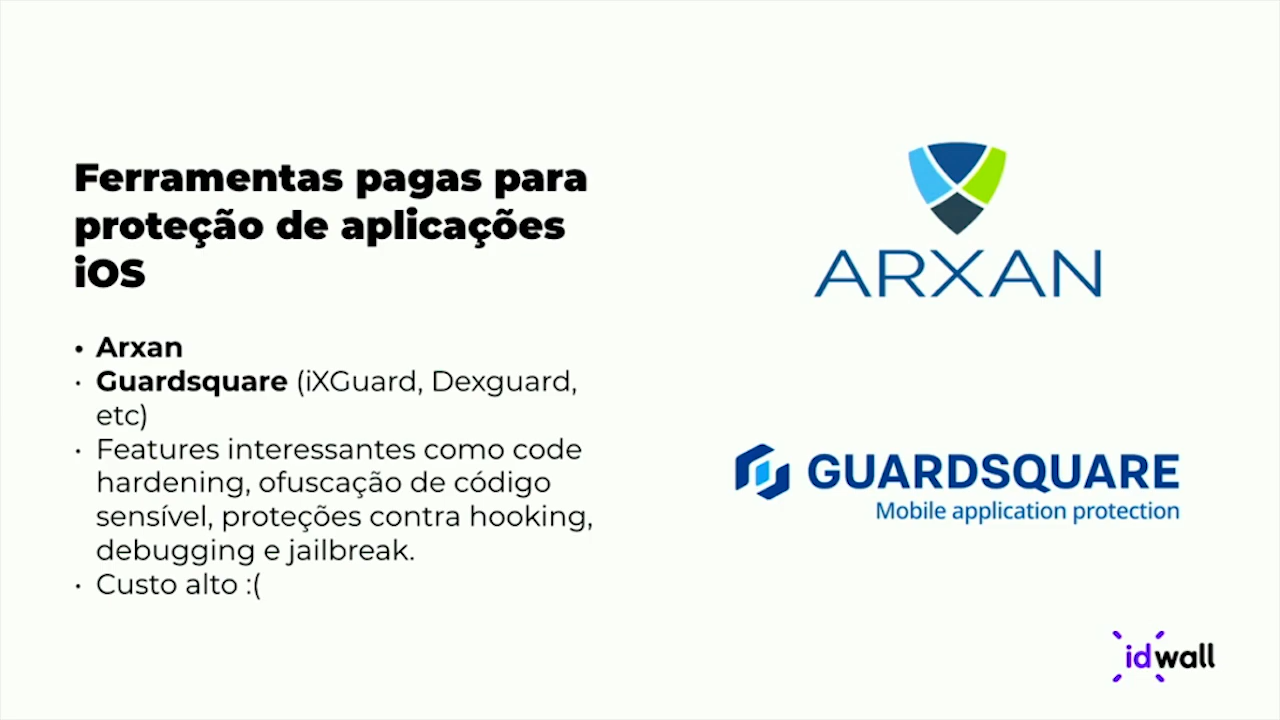 Ferramentas pagas para
proteção de aplicações
iOS
• Arxan
• Guardsquare (iXGuard, Dexguard,
etc)
• Features interessantes como code
hardening, ofuscação de código
sensível, proteções contra hooking,
debugging e jailbreak.
• Custo alto :(
ARXAN
GUARDSQUARE
Mobile application protection
idwall